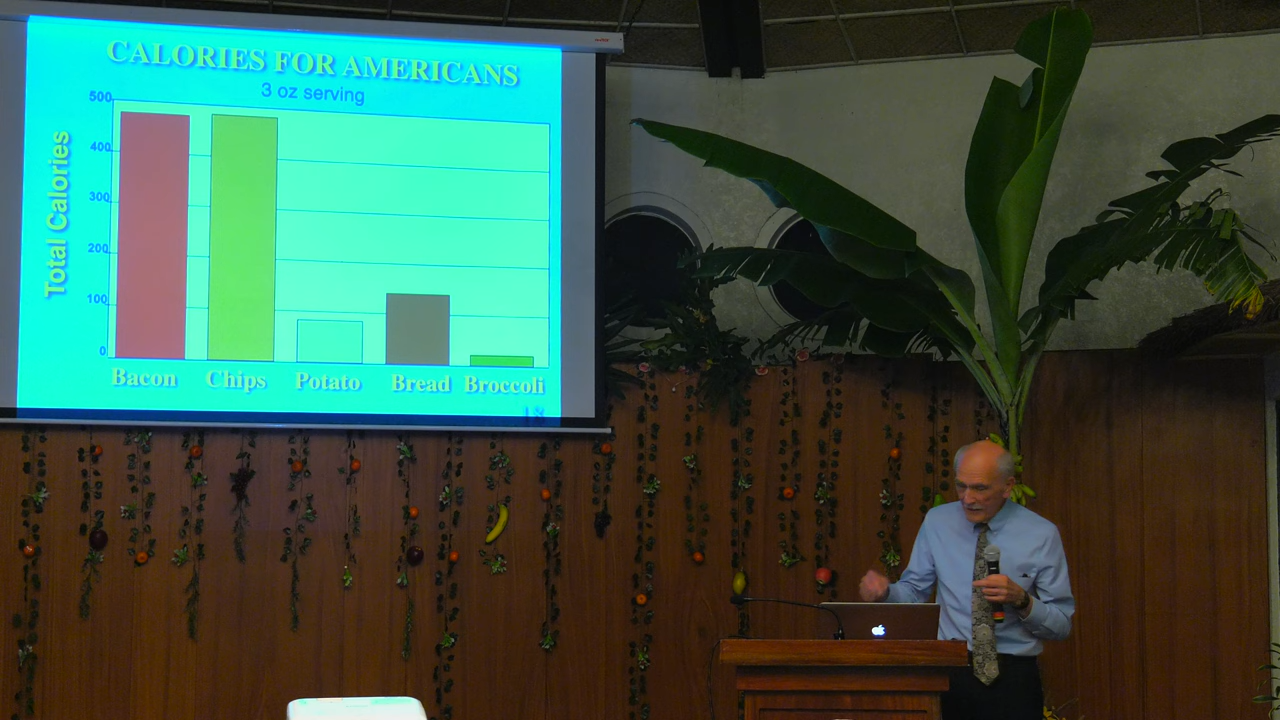 CALORIES FOR AMERICANS
3 oz serving
Total Calories
500
400
300
200
100
0
Bacon Chips Potato Bread Broccoli
18